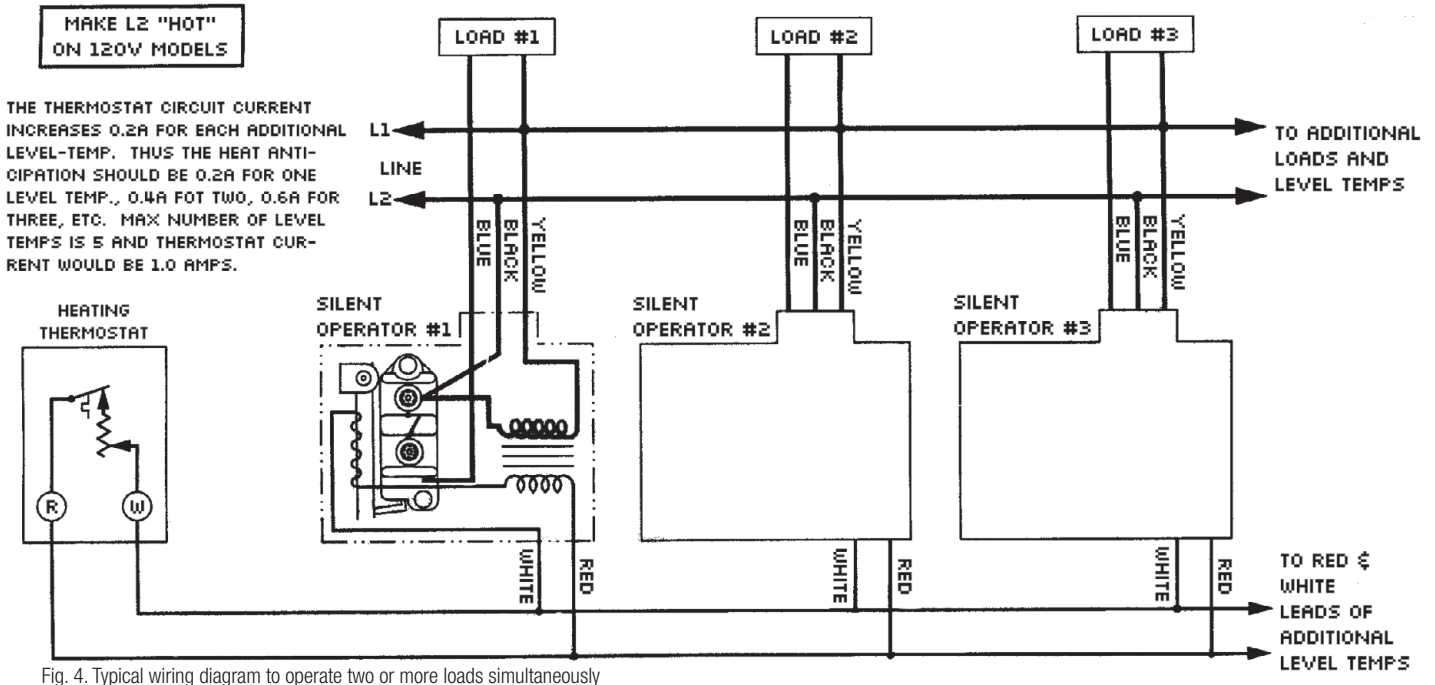 MAKE L2 "HOT"
ON 120V MODELS
LOAD #1
LOAD #2
LOAD #3
THE THERMOSTAT CIRCUIT CURRENT
INCREASES 0.2A FOR EACH ADDITIONAL
LEVEL-TEMP. THUS THE HEAT ANTI-
CIPATION SHOULD BE 0.2A FOR ONE
LEVEL TEMP., 0.4A FOT TWO, 0.6A FOR
THREE, ETC. MAX NUMBER OF LEVEL
TEMPS IS 5 AND THERMOSTAT CUR-
RENT WOULD BE 1.0 AMPS.
L1
LINE
L2
TO ADDITIONAL
LOADS AND
LEVEL TEMPS
BLUE
BLACK
YELLOW
BLUE
BLACK
YELLOW
BLUE
BLACK
YELLOW
HEATING
THERMOSTAT
SILENT
OPERATOR #1
SILENT
OPERATOR #2
SILENT
OPERATOR #3
R
W
WHITE
RED
WHITE
RED
WHITE
RED
TO RED &
WHITE
LEADS OF
ADDITIONAL
LEVEL TEMPS
Fig. 4. Typical wiring diagram to operate two or more loads simultaneously